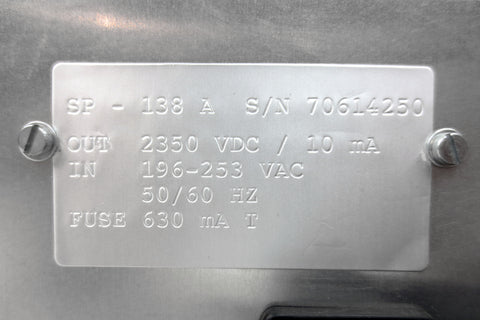 SP - 138 A S/N 70614250
OUT 2350 VDC / 10 mA
IN 196-253 VAC
50/60 HZ
FUSE 630 mA T